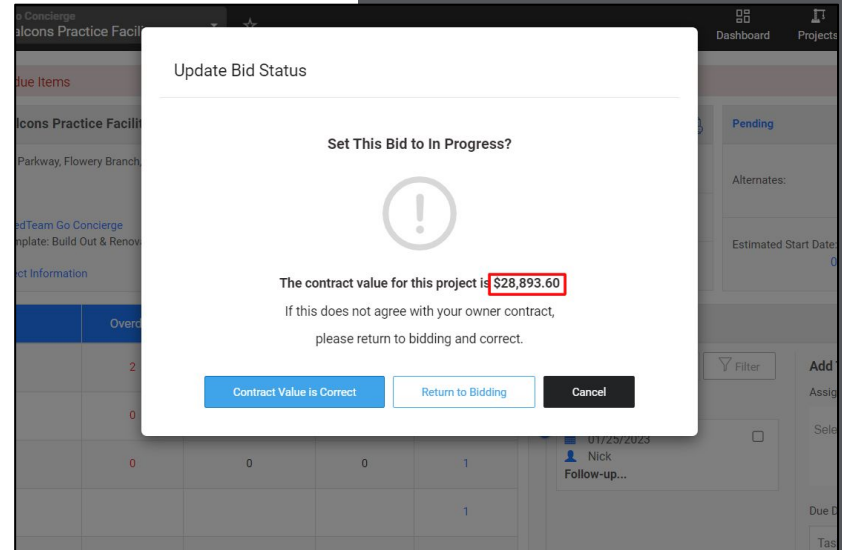 o Concierge
alcons Practice Facili
Dashboard
Projects
due Items
Update Bid Status
lcons Practice Facilit
Parkway, Flowery Branch,
edTeam Go Concierge
mplate: Build Out & Renov
ect Information
Pending
Alternates:
Estimated Start Date:
0
Set This Bid to In Progress?
!
The contract value for this project is $28,893.60
If this does not agree with your owner contract,
please return to bidding and correct.
Contract Value is Correct
Return to Bidding
Cancel
Overd
2
0
0 0 0 1
1
Filter
01/25/2023
Nick
Follow-up...
Add T
Assig
Sele
Due D
Tas